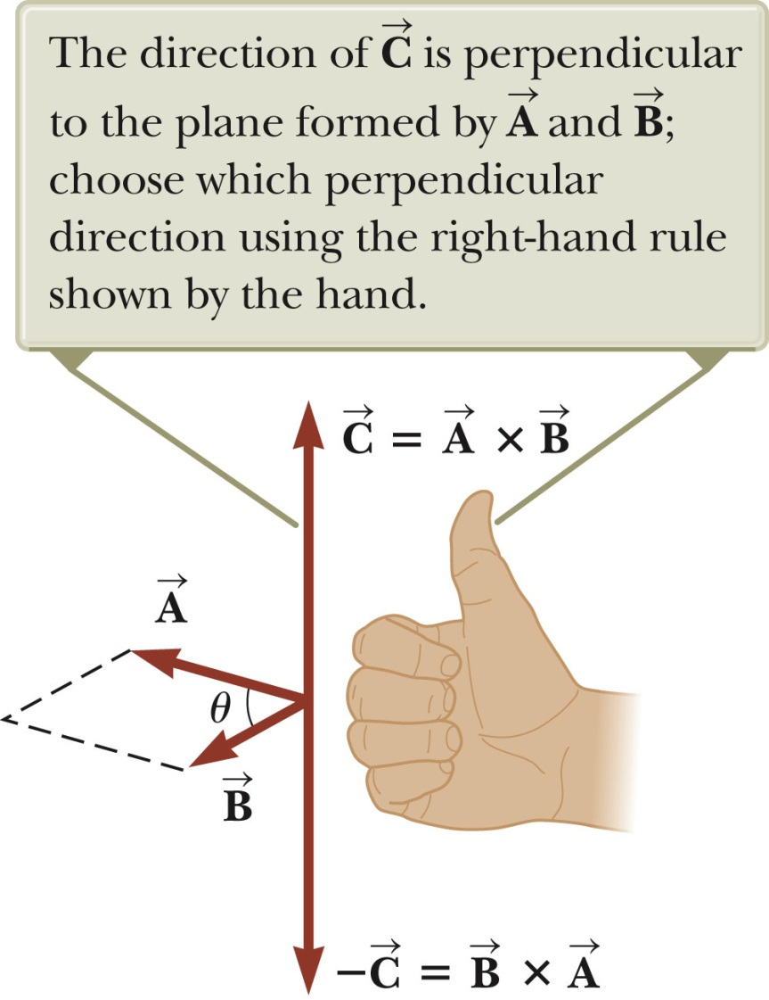 The direction of C⃗ is perpendicular
to the plane formed by A⃗ and B⃗;
choose which perpendicular
direction using the right-hand rule
shown by the hand.
C⃗ = A⃗ × B⃗
A⃗
θ
B⃗
−C⃗ = B⃗ × A⃗